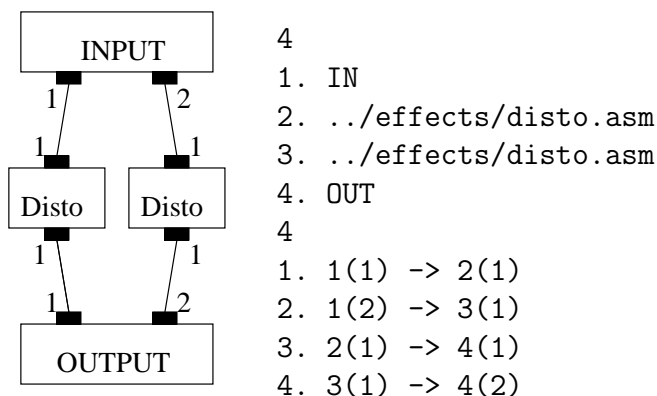 INPUT
1 2
1 1
Disto Disto
1 1
1 2
OUTPUT
4
1. IN
2. ../effects/disto.asm
3. ../effects/disto.asm
4. OUT
4
1. 1(1) -> 2(1)
2. 1(2) -> 3(1)
3. 2(1) -> 4(1)
4. 3(1) -> 4(2)